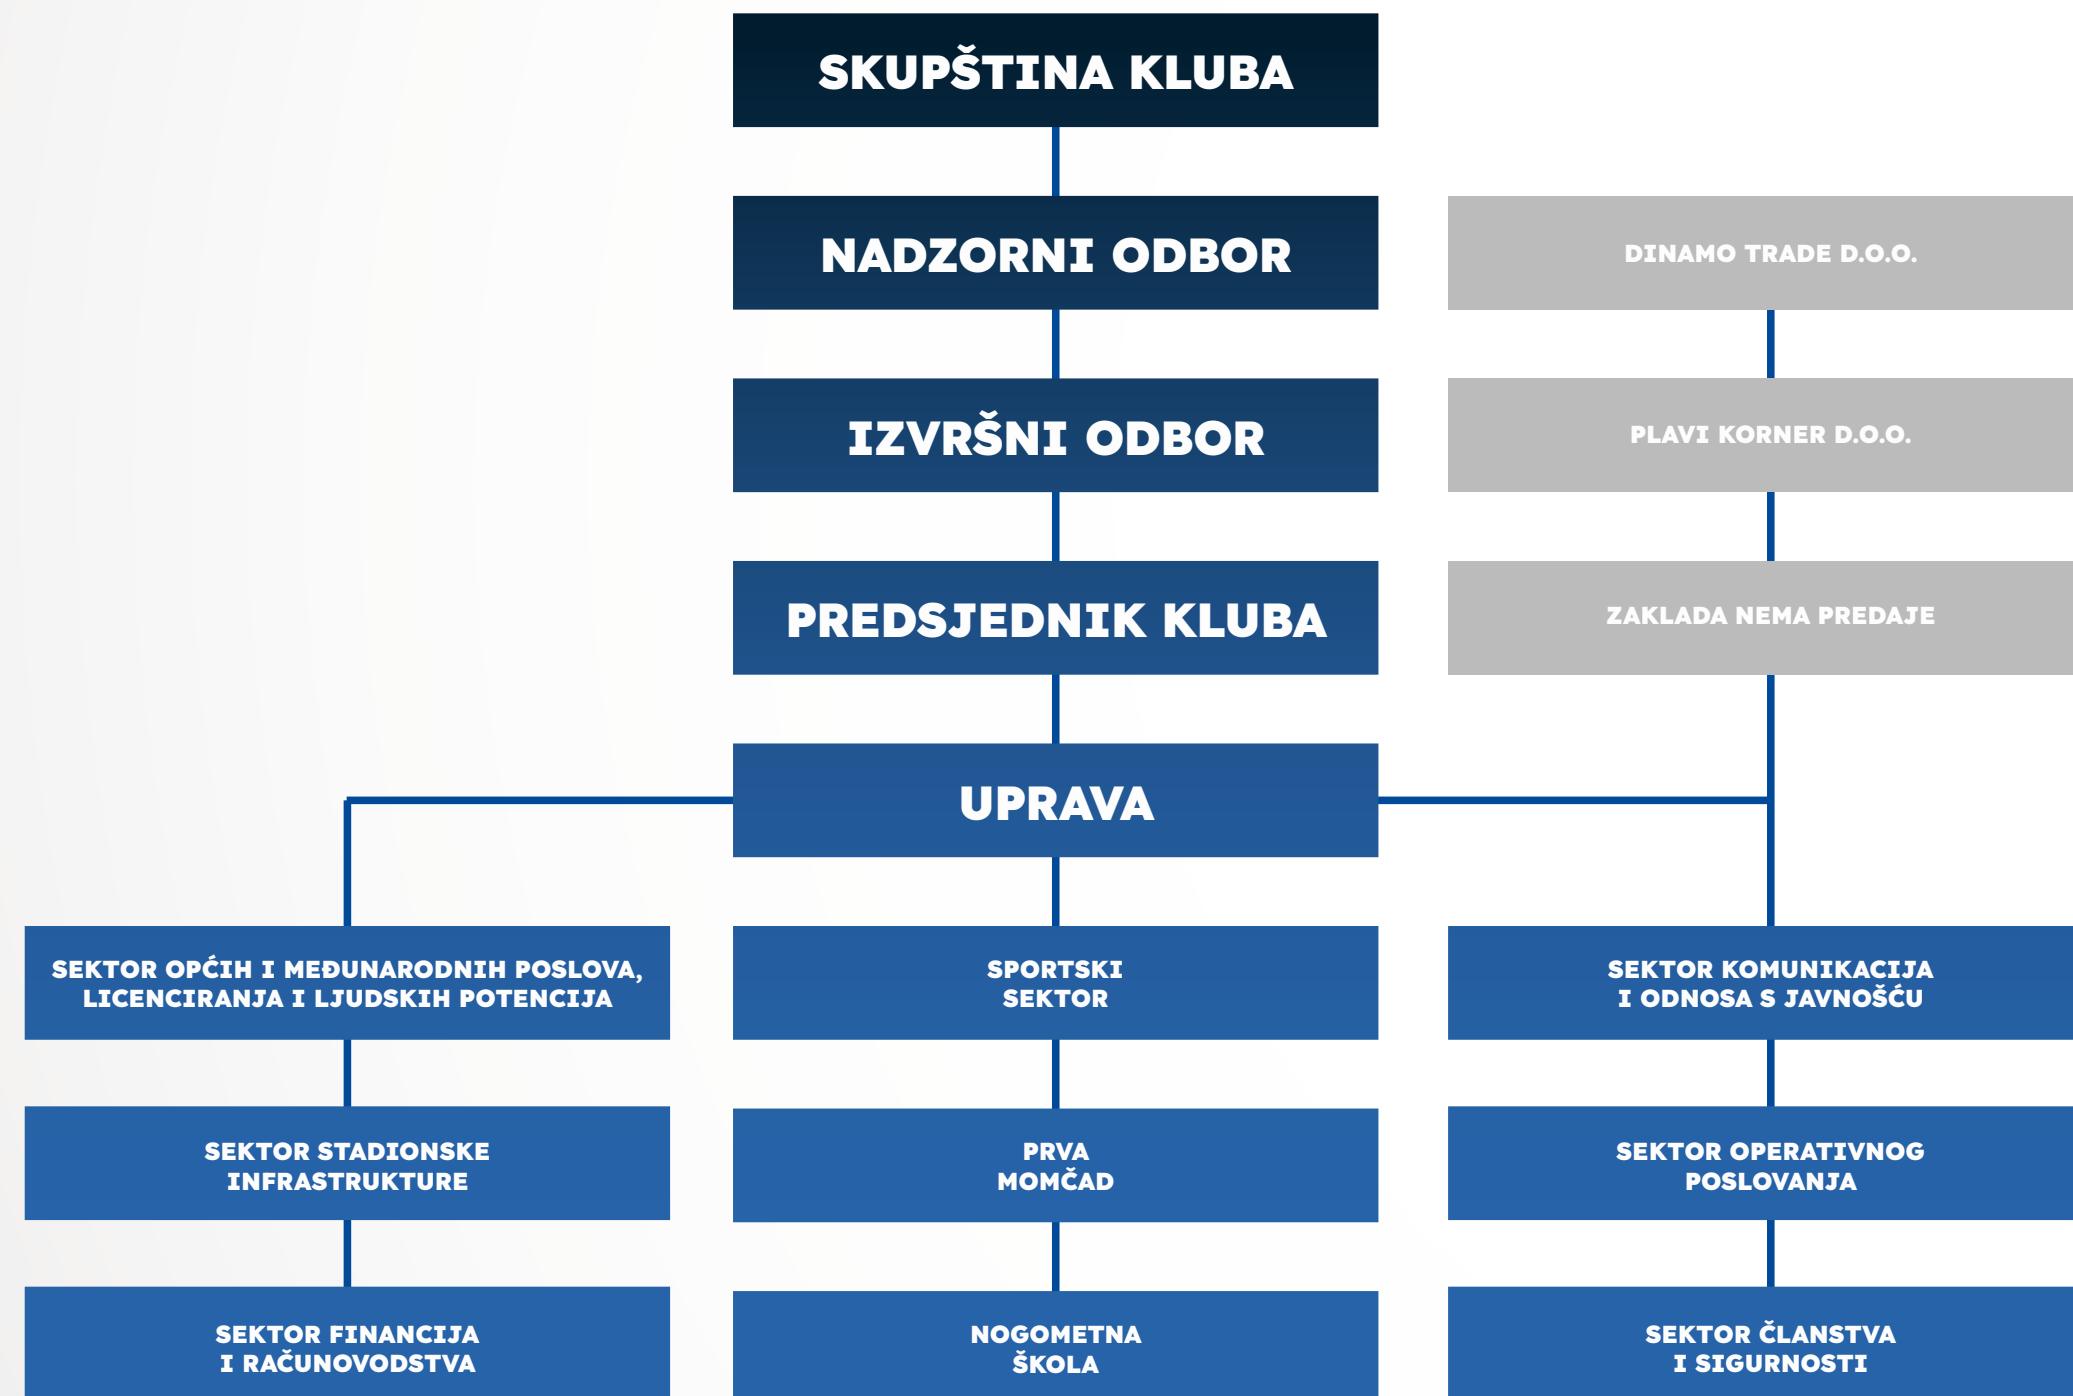 SKUPŠTINA KLUBA
NADZORNI ODBOR
DINAMO TRADE D.O.O.
IZVRŠNI ODBOR
PLAVI KORNER D.O.O.
PREDSJEDNIK KLUBA
ZAKLADA NEMA PREDAJE
UPRAVA
SEKTOR OPĆIH I MEĐUNARODNIH POSLOVA,
LICENCIRANJA I LJUDSKIH POTENCIJA
SPORTSKI
SEKTOR
SEKTOR KOMUNIKACIJA
I ODNOSA S JAVNOŠĆU
SEKTOR STADIONSKE
INFRASTRUKTURE
PRVA
MOMČAD
SEKTOR OPERATIVNOG
POSLOVANJA
SEKTOR FINANCIJA
I RAČUNOVODSTVA
NOGOMETNA
ŠKOLA
SEKTOR ČLANSTVA
I SIGURNOSTI